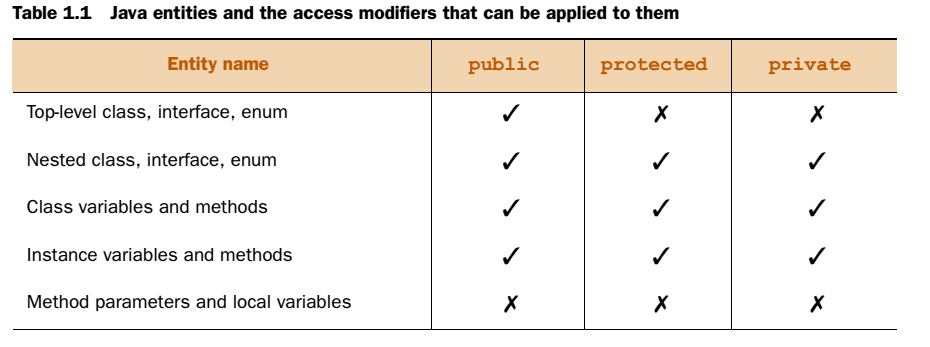 Table 1.1 Java entities and the access modifiers that can be applied to them
Entity name public protected private
Top-level class, interface, enum ✓ ✗ ✗
Nested class, interface, enum ✓ ✓ ✓
Class variables and methods ✓ ✓ ✓
Instance variables and methods ✓ ✓ ✓
Method parameters and local variables ✗ ✗ ✗